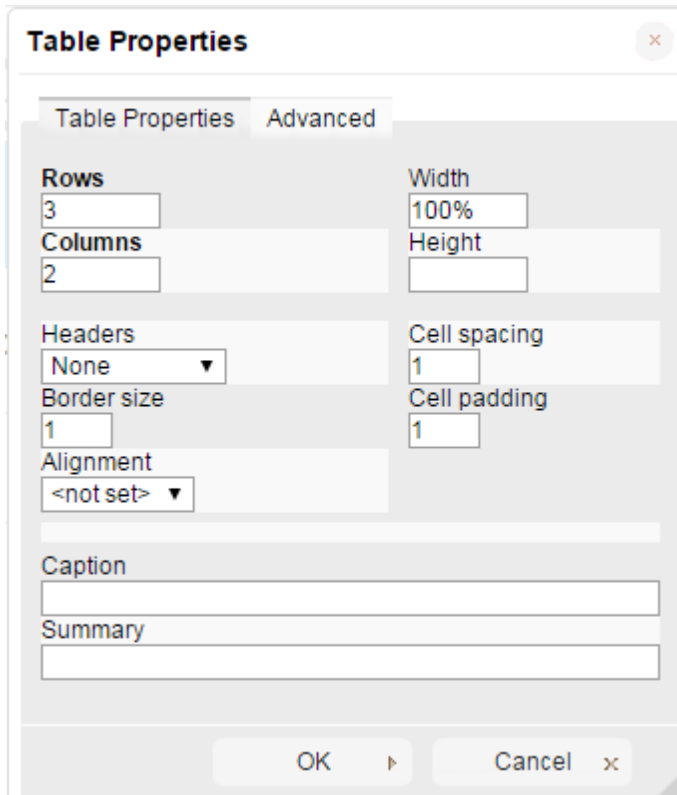 Table Properties
Table Properties Advanced
Rows Width
3 100%
Columns Height
2
Headers Cell spacing
None 1
Border size Cell padding
1 1
Alignment
<not set>
Caption
Summary
OK Cancel